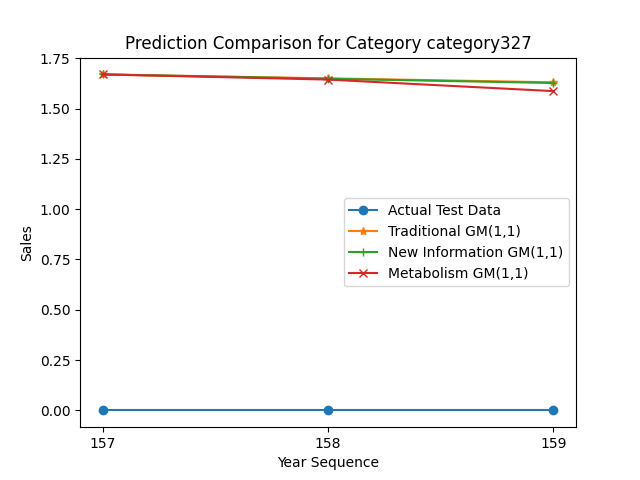 Prediction Comparison for Category category327
1.75
1.50
1.25
1.00
0.75
0.50
0.25
0.00
Sales
Actual Test Data
Traditional GM(1,1)
New Information GM(1,1)
Metabolism GM(1,1)
157
158
159
Year Sequence